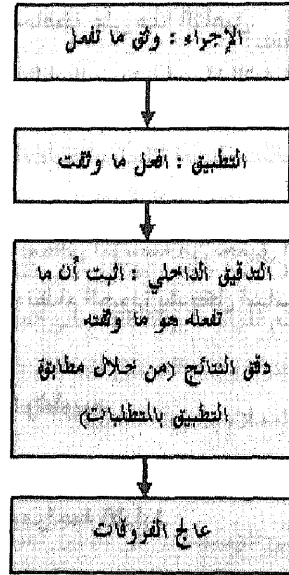 الإجراء : وثق ما تفعل
التطبيق : افعل ما وثقت
التدقيق الداخلي : اثبت أن ما
تفعله هو ما وثقته
دقق النتائج (من خلال مطابقة
التطبيق بالمتطلبات)
عالج الفروقات